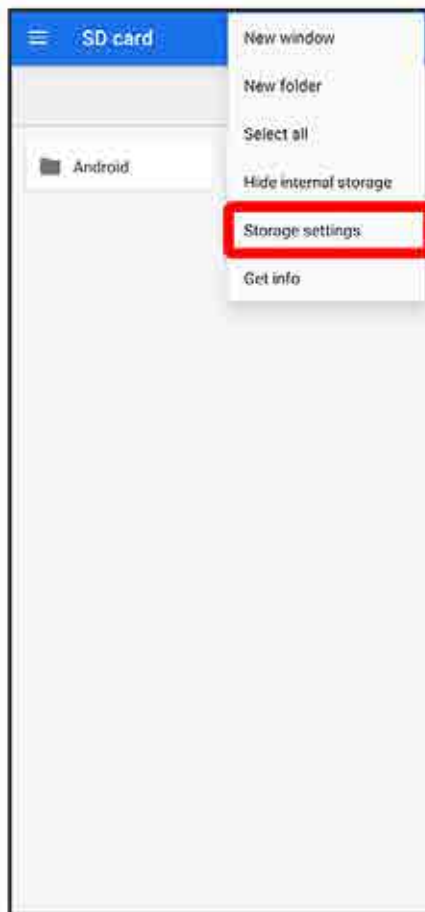 SD card
New window
New folder
Select all
Android
Hide internal storage
Storage settings
Get info